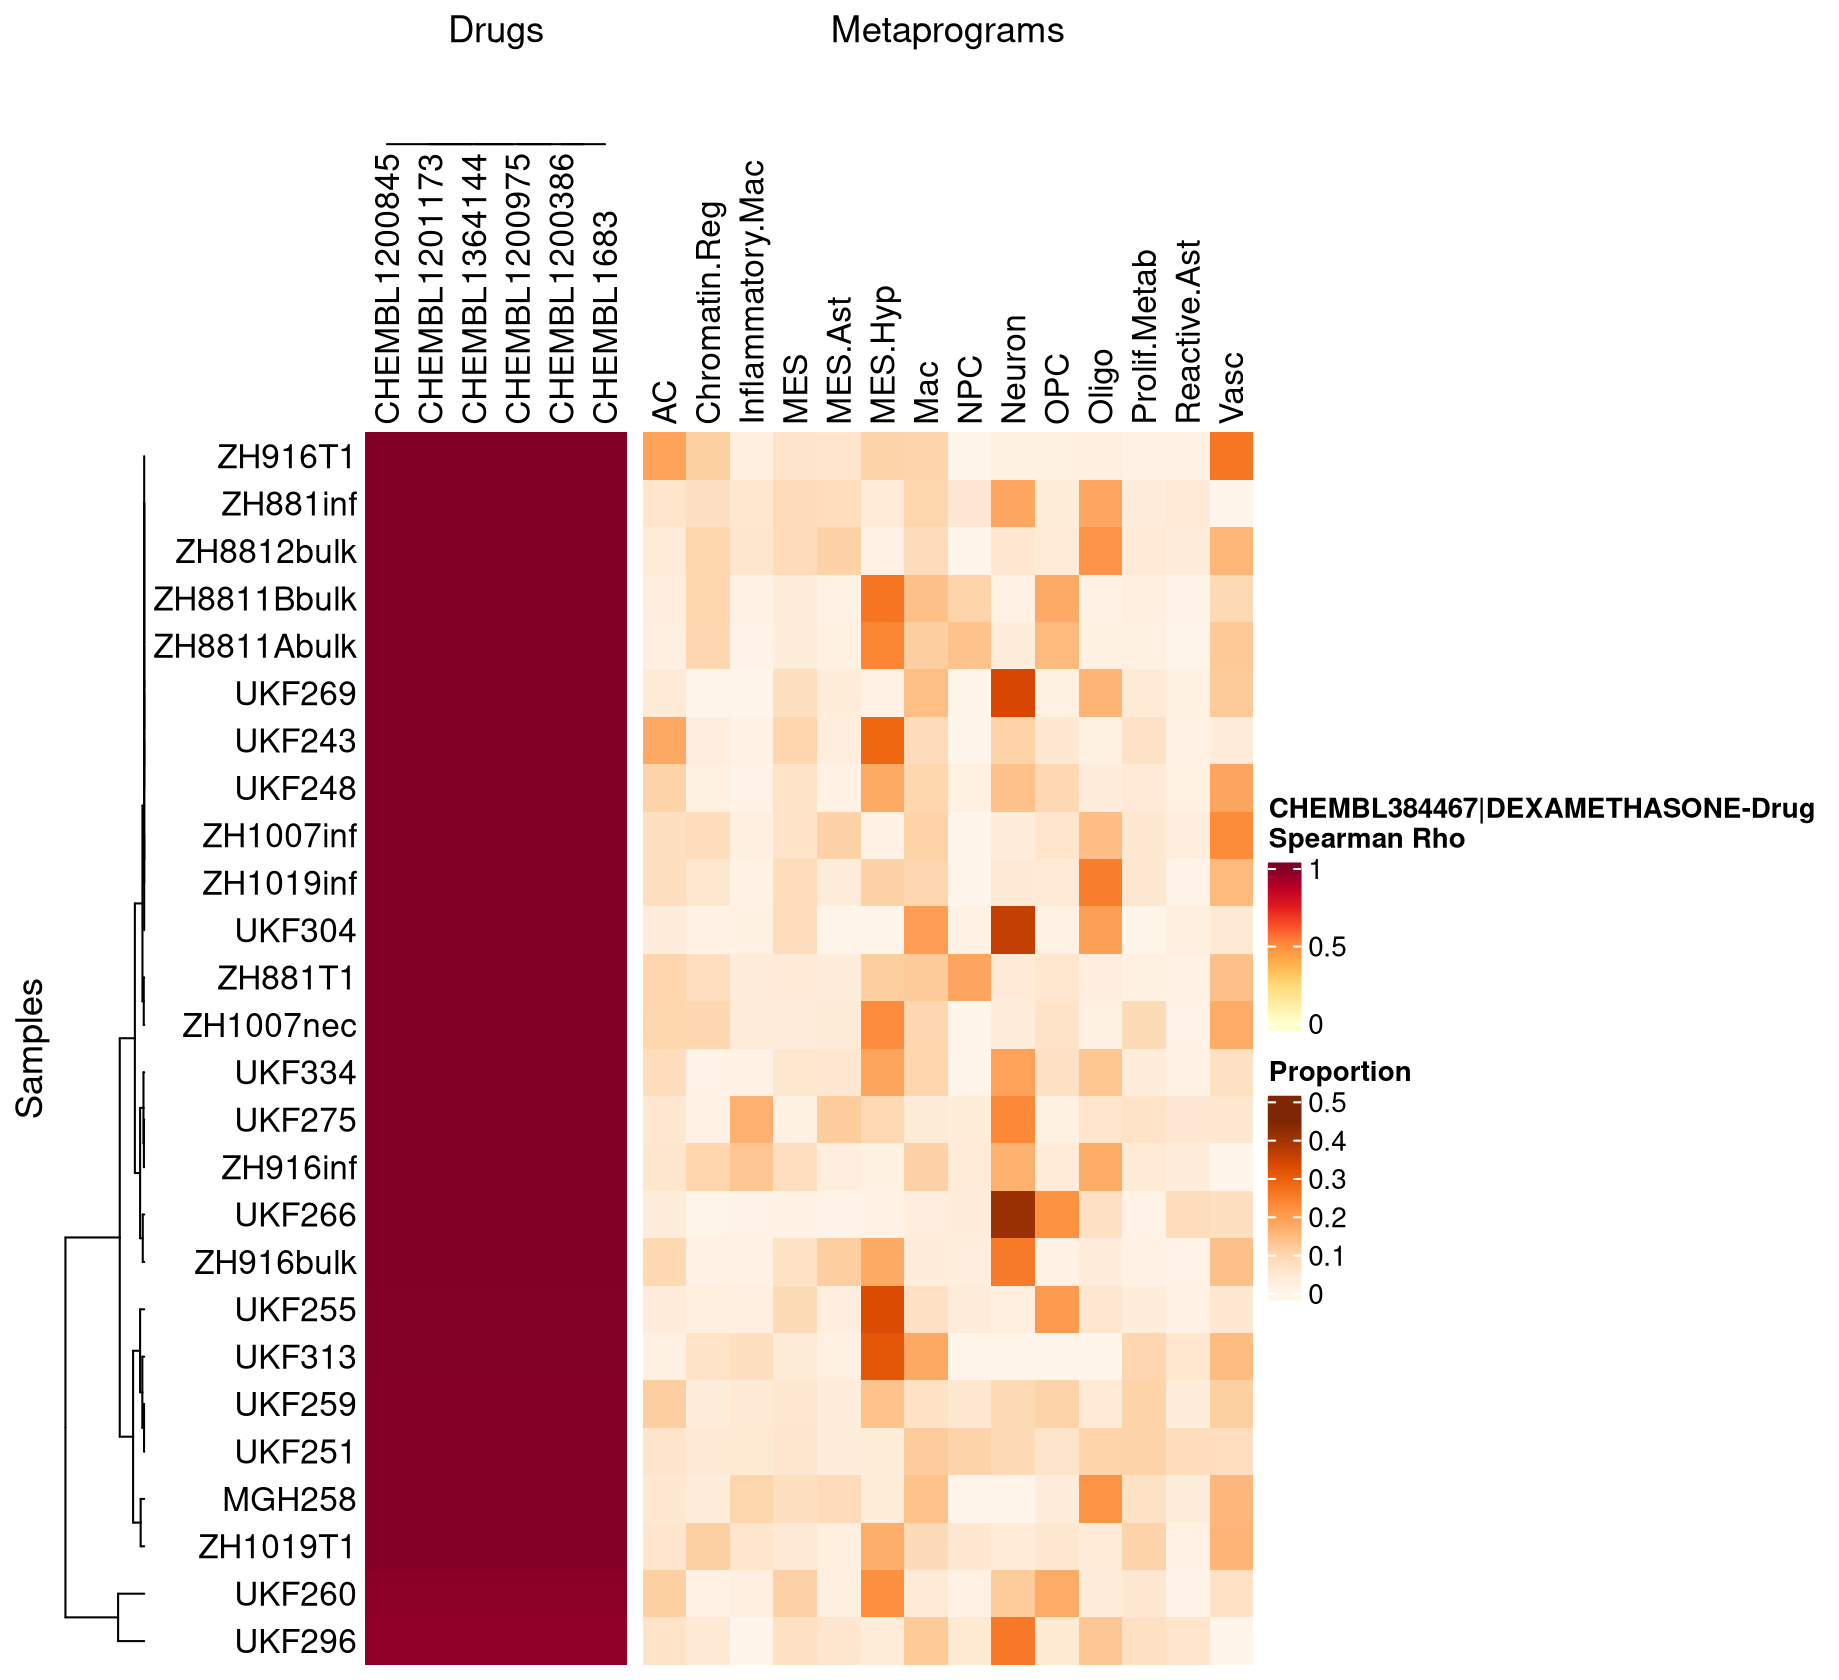 Drugs
Metaprograms
CHEMBL1200845
CHEMBL1201173
CHEMBL1364144
CHEMBL1200975
CHEMBL1200386
CHEMBL1683
AC
Chromatin.Reg
Inflammatory.Mac
MES
MES.Ast
MES.Hyp
Mac
NPC
Neuron
OPC
Oligo
Prolif.Metab
Reactive.Ast
Vasc
Samples
ZH916T1
ZH881inf
ZH8812bulk
ZH8811Bbulk
ZH8811Abulk
UKF269
UKF243
UKF248
ZH1007inf
ZH1019inf
UKF304
ZH881T1
ZH1007nec
UKF334
UKF275
ZH916inf
UKF266
ZH916bulk
UKF255
UKF313
UKF259
UKF251
MGH258
ZH1019T1
UKF260
UKF296
CHEMBL384467|DEXAMETHASONE-Drug
Spearman Rho
1
0.5
0
Proportion
0.5
0.4
0.3
0.2
0.1
0